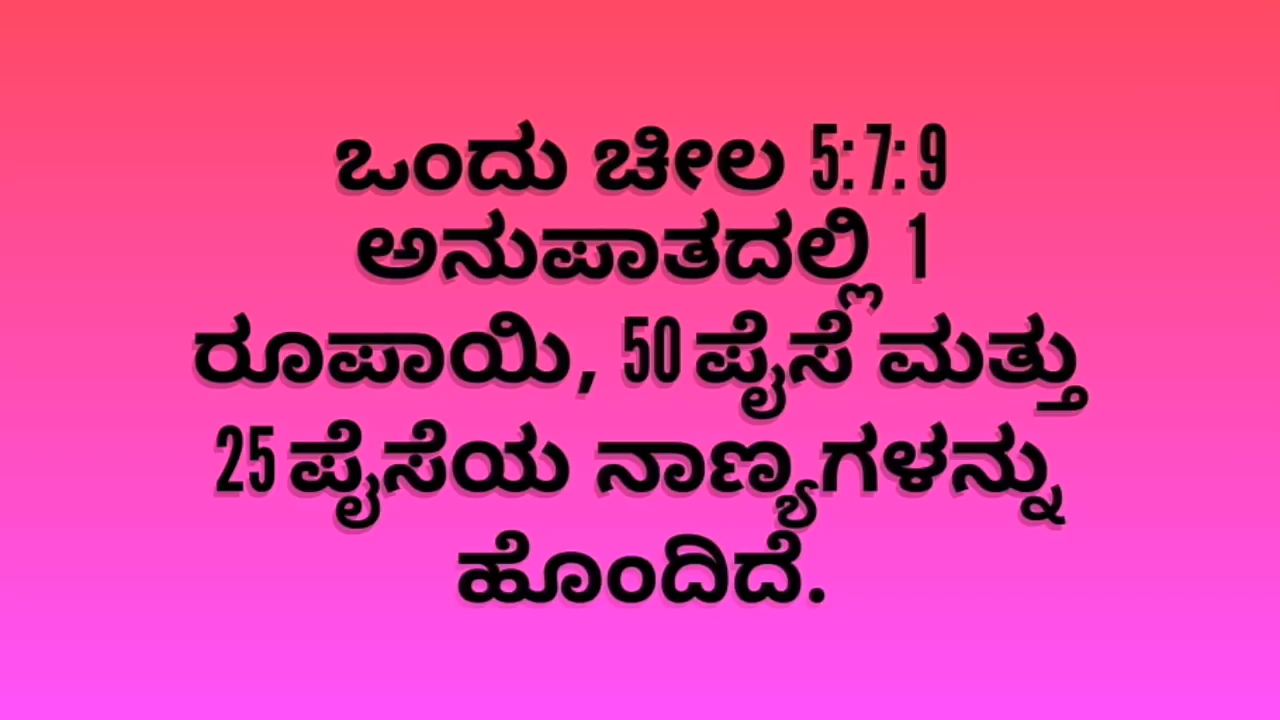 ಒಂದು ಚೀಲ 5:7:9
ಅನುಪಾತದಲ್ಲಿ 1
ರೂಪಾಯಿ, 50 ಪೈಸೆ ಮತ್ತು
25 ಪೈಸೆಯ ನಾಣ್ಯಗಳನ್ನು
ಹೊಂದಿದೆ.